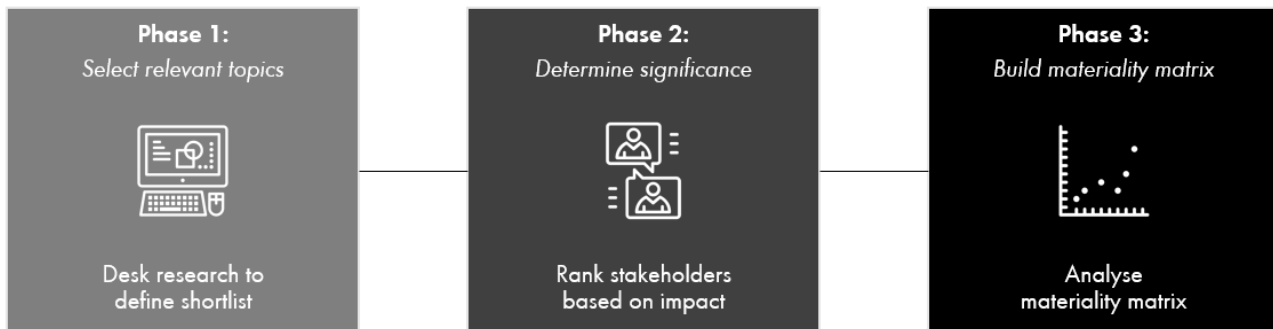 Phase 1:
Select relevant topics
Desk research to
define shortlist
Phase 2:
Determine significance
Rank stakeholders
based on impact
Phase 3:
Build materiality matrix
Analyse
materiality matrix